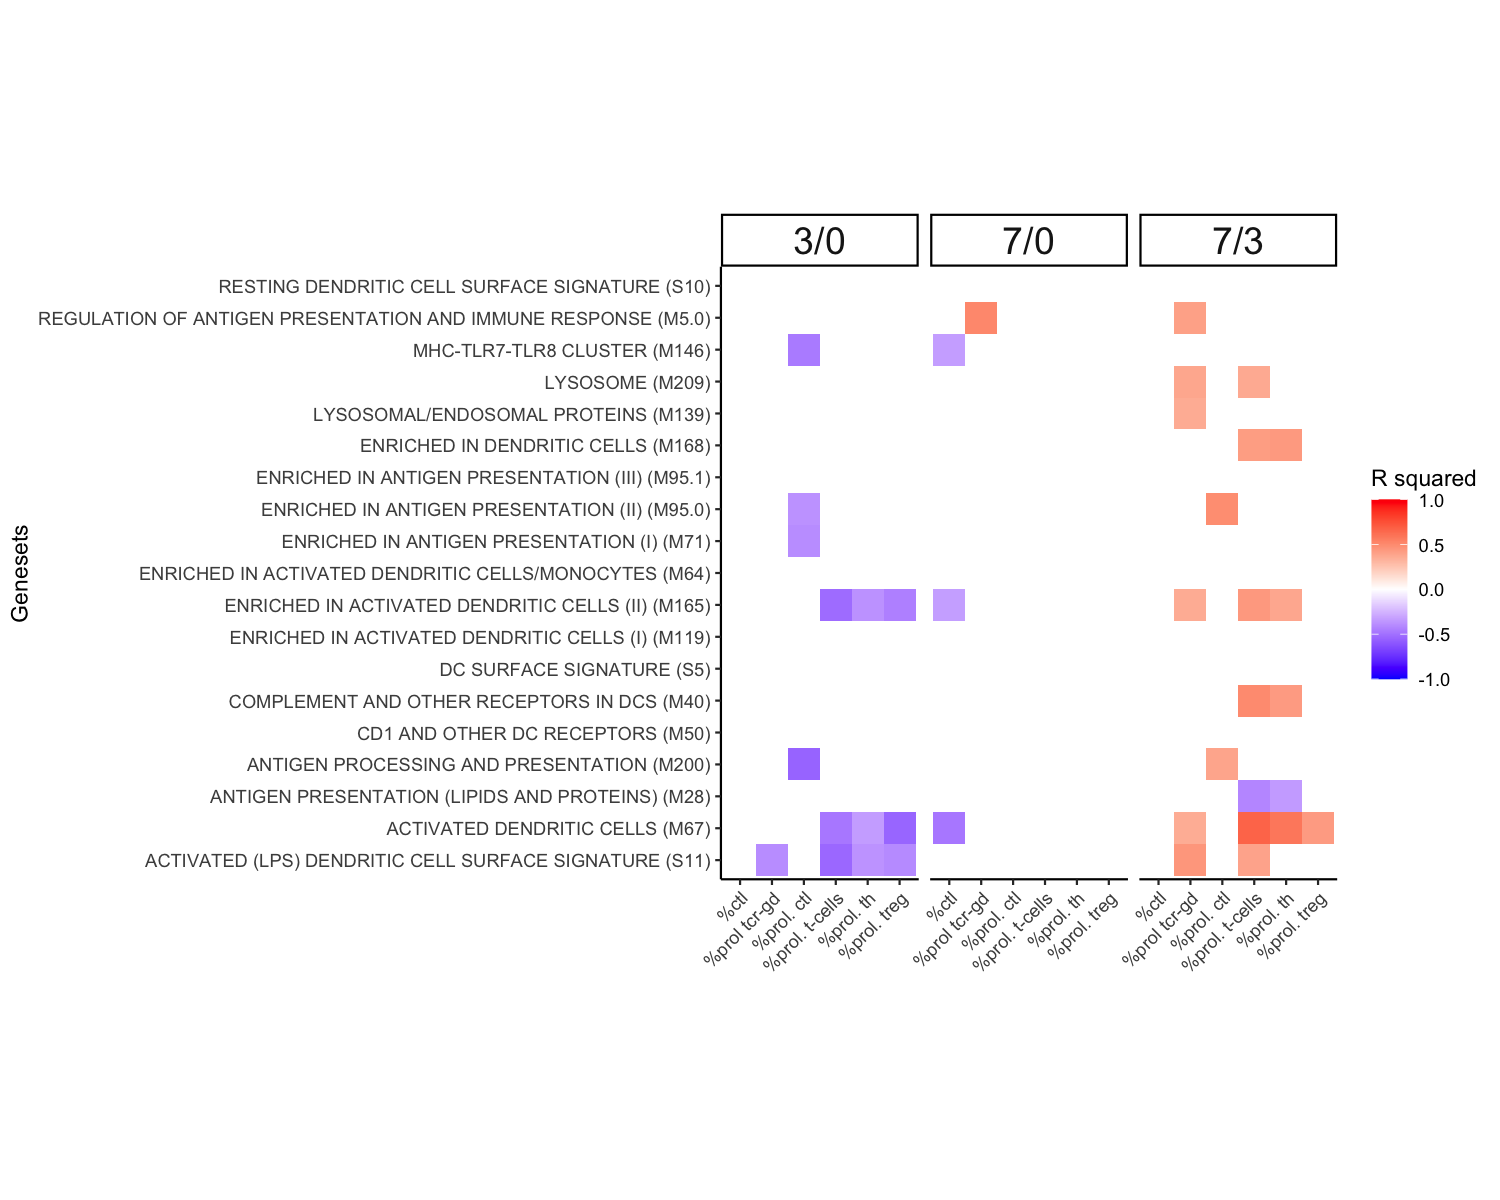 3/0
7/0
7/3
RESTING DENDRITIC CELL SURFACE SIGNATURE (S10)
REGULATION OF ANTIGEN PRESENTATION AND IMMUNE RESPONSE (M5.0)
MHC-TLR7-TLR8 CLUSTER (M146)
LYSOSOME (M209)
LYSOSOMAL/ENDOSOMAL PROTEINS (M139)
ENRICHED IN DENDRITIC CELLS (M168)
ENRICHED IN ANTIGEN PRESENTATION (III) (M95.1)
ENRICHED IN ANTIGEN PRESENTATION (II) (M95.0)
ENRICHED IN ANTIGEN PRESENTATION (I) (M71)
ENRICHED IN ACTIVATED DENDRITIC CELLS/MONOCYTES (M64)
ENRICHED IN ACTIVATED DENDRITIC CELLS (II) (M165)
ENRICHED IN ACTIVATED DENDRITIC CELLS (I) (M119)
DC SURFACE SIGNATURE (S5)
COMPLEMENT AND OTHER RECEPTORS IN DCS (M40)
CD1 AND OTHER DC RECEPTORS (M50)
ANTIGEN PROCESSING AND PRESENTATION (M200)
ANTIGEN PRESENTATION (LIPIDS AND PROTEINS) (M28)
ACTIVATED DENDRITIC CELLS (M67)
ACTIVATED (LPS) DENDRITIC CELL SURFACE SIGNATURE (S11)
Genesets
%ctl
%prol tcr-gd
%prol. ctl
%prol. t-cells
%prol. th
%prol. treg
%ctl
%prol tcr-gd
%prol. ctl
%prol. t-cells
%prol. th
%prol. treg
%ctl
%prol tcr-gd
%prol. ctl
%prol. t-cells
%prol. th
%prol. treg
R squared
1.0
0.5
0.0
-0.5
-1.0